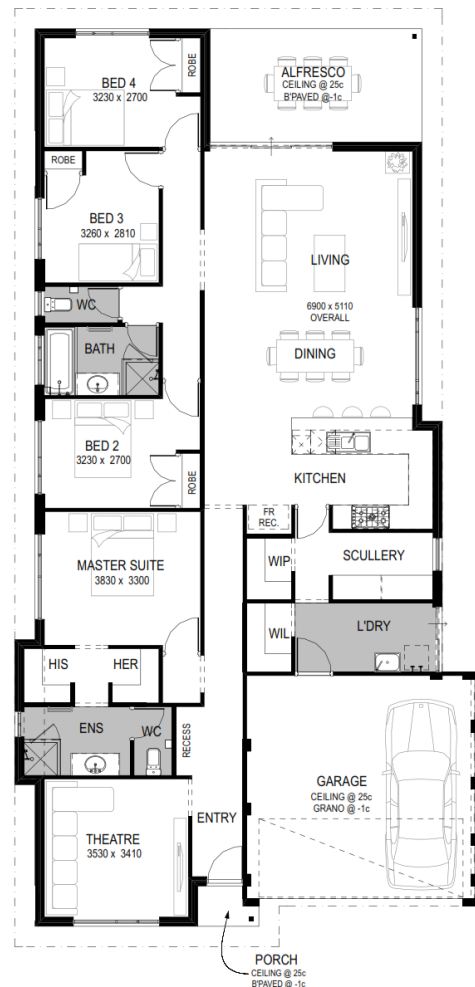 BED 4
3230 x 2700
ROBE
ALFRESCO
CEILING @ 25c
B'PAVED @-1c
ROBE
BED 3
3260 x 2810
LIVING
6900 x 5110
OVERALL
WC
BATH
DINING
BED 2
3230 x 2700
ROBE
KITCHEN
FR
REC.
WIP
SCULLERY
MASTER SUITE
3830 x 3300
WIL
L'DRY
HIS
HER
ENS
WC
RECESS
GARAGE
CEILING @ 25c
GRANO @ -1c
ENTRY
THEATRE
3530 x 3410
PORCH
CEILING @ 25c
B'PAVED @ -1c